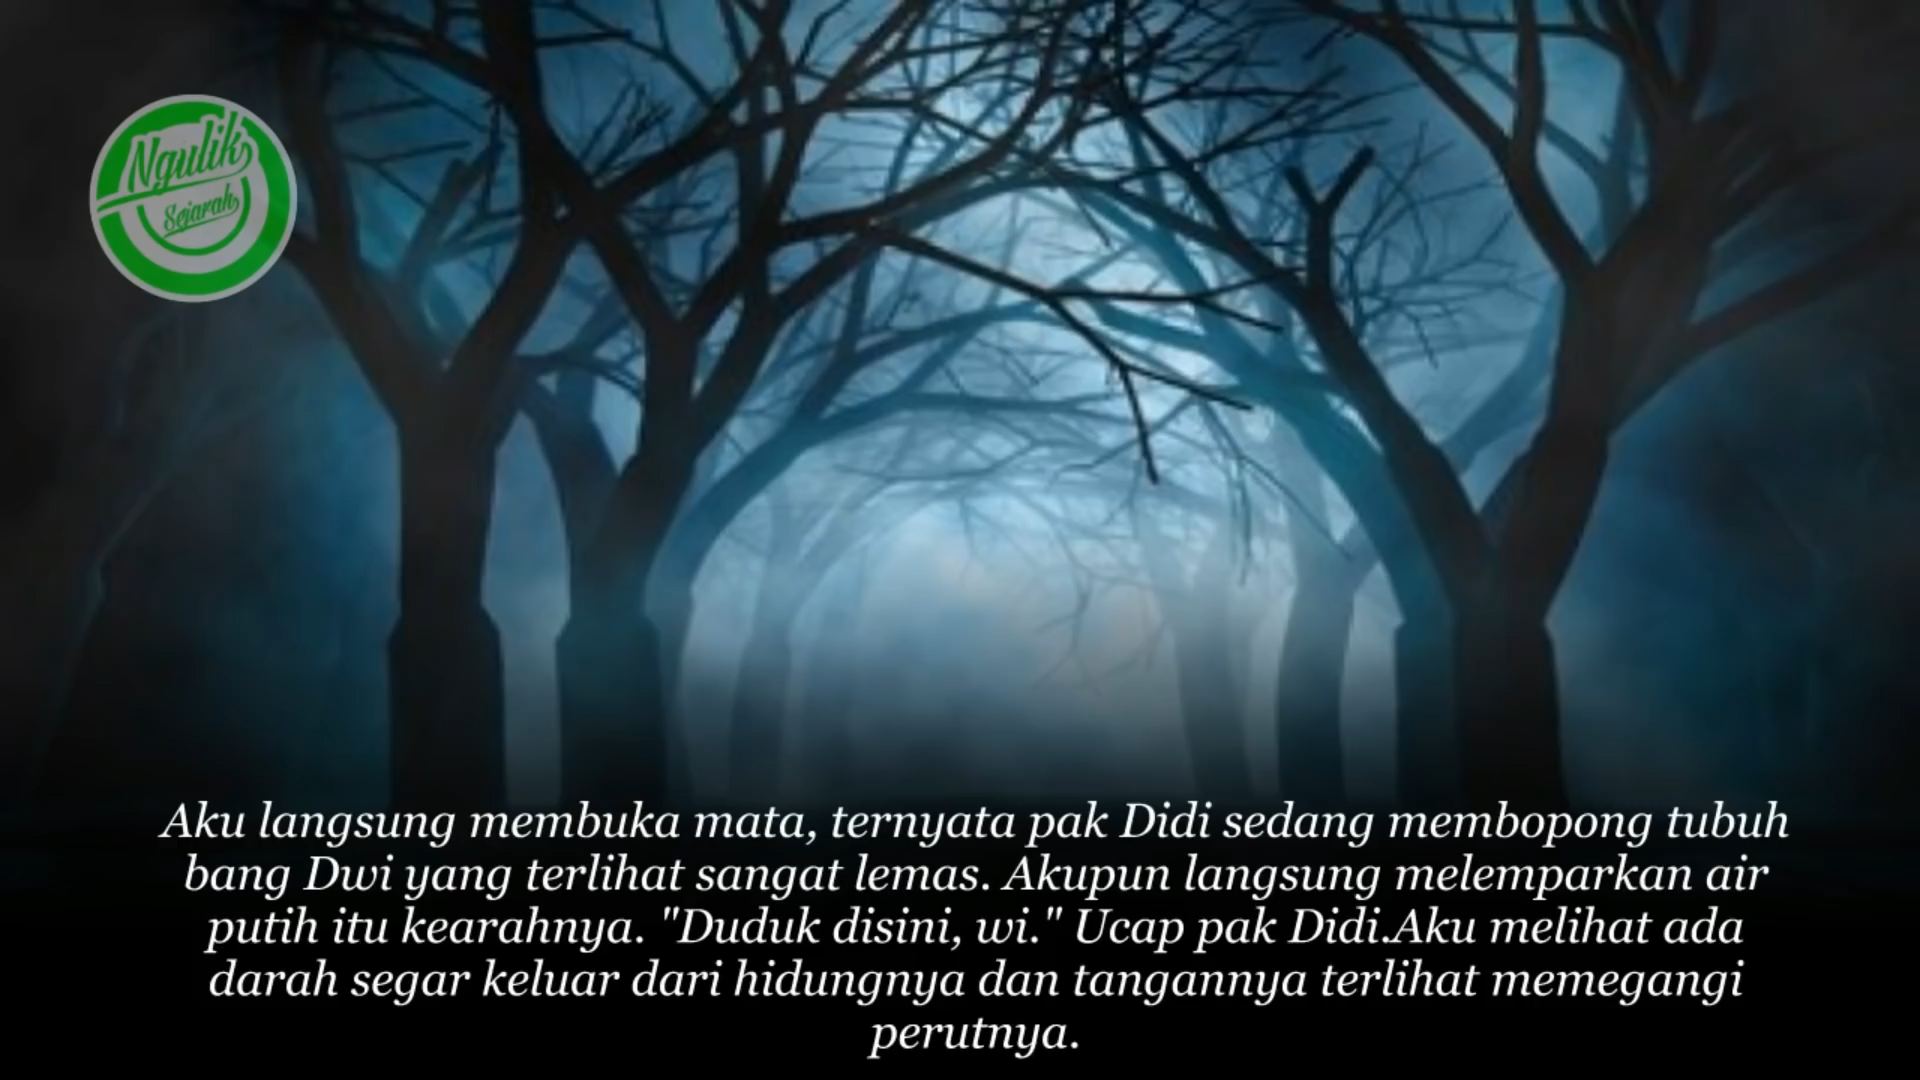 Ngulik
Sejarah
Aku langsung membuka mata, ternyata pak Didi sedang membopong tubuh
bang Dwi yang terlihat sangat lemas. Akupun langsung melemparkan air
putih itu kearahnya. "Duduk disini, wi." Ucap pak Didi.Aku melihat ada
darah segar keluar dari hidungnya dan tangannya terlihat memegangi
perutnya.